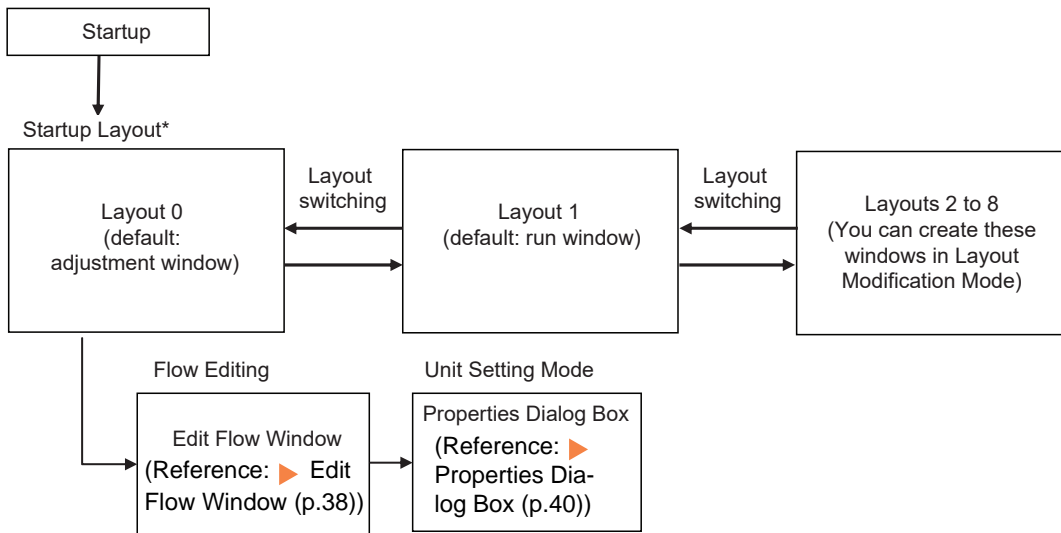 Startup
Startup Layout*
Layout 0
(default:
adjustment window)
Layout
switching
Layout 1
(default: run window)
Layout
switching
Layouts 2 to 8
(You can create these
windows in Layout
Modification Mode)
Flow Editing
Edit Flow Window
(Reference: ▶ Edit
Flow Window (p.38))
Unit Setting Mode
Properties Dialog Box
(Reference: ▶
Properties Dia-
log Box (p.40))